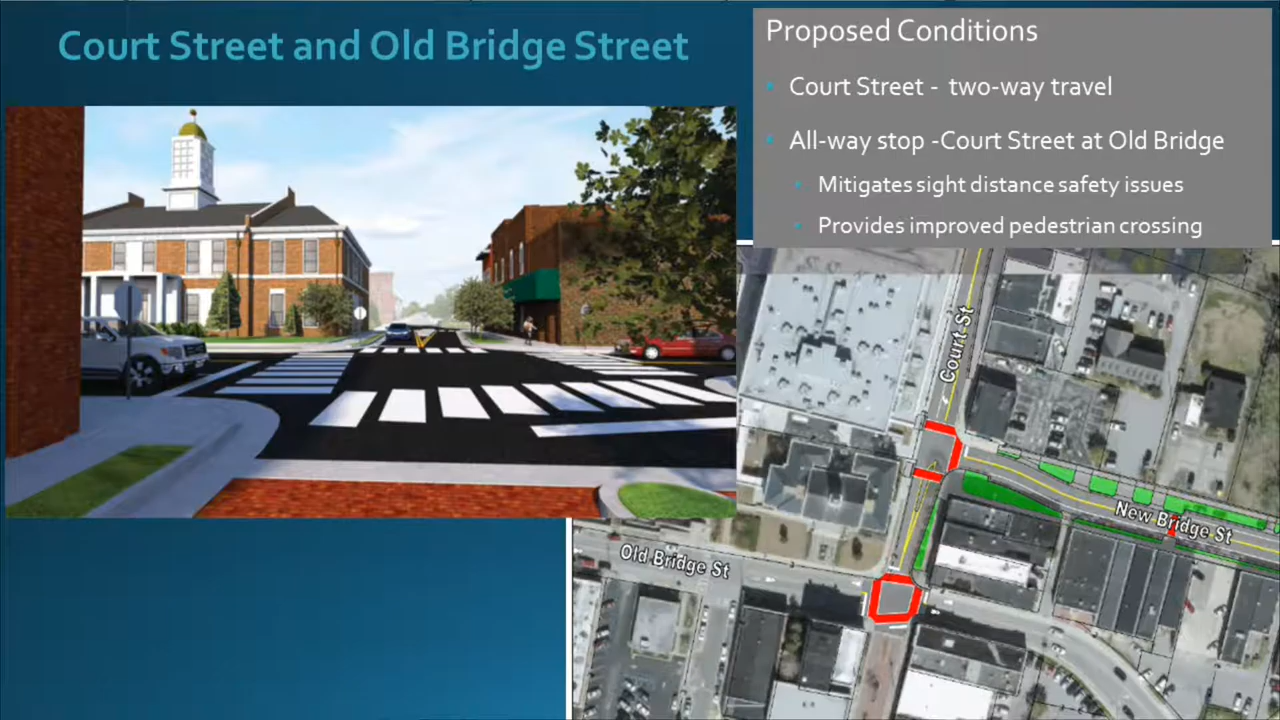 Court Street and Old Bridge Street
Proposed Conditions
Court Street - two-way travel
All-way stop -Court Street at Old Bridge
Mitigates sight distance safety issues
Provides improved pedestrian crossing
Court St
New Bridge St
Old Bridge St